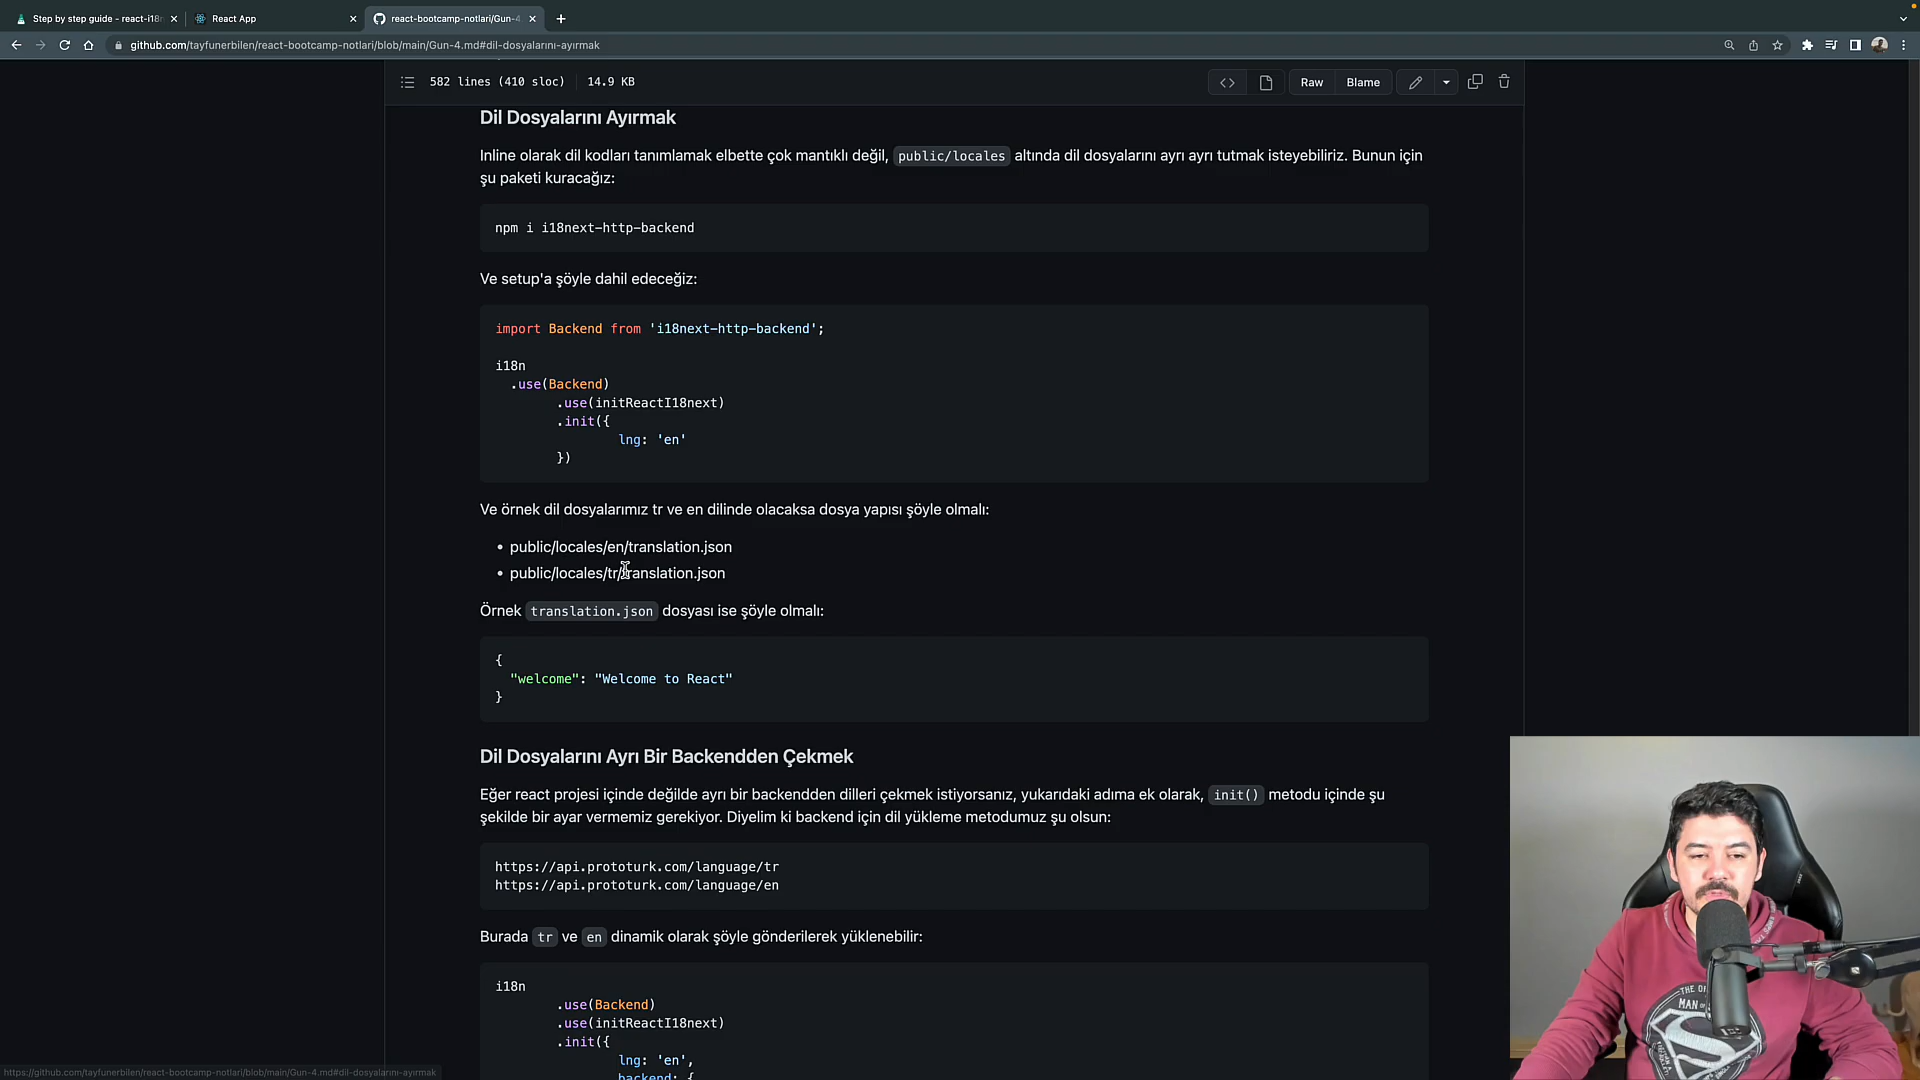 Step by step guide - react-i18n
React App
react-bootcamp-notlari/Gun-4
github.com/tayfunerbilen/react-bootcamp-notlari/blob/main/Gun-4.md#dil-dosyalarını-ayırmak
582 lines (410 sloc) 14.9 KB
Raw Blame
Dil Dosyalarını Ayırmak
Inline olarak dil kodları tanımlamak elbette çok mantıklı değil, public/locales altında dil dosyalarını ayrı ayrı tutmak isteyebiliriz. Bunun için
şu paketi kuracağız:
npm i i18next-http-backend
Ve setup'a şöyle dahil edeceğiz:
import Backend from 'i18next-http-backend';
i18n
.use(Backend)
.use(initReactI18next)
.init({
lng: 'en'
})
Ve örnek dil dosyalarımız tr ve en dilinde olacaksa dosya yapısı şöyle olmalı:
• public/locales/en/translation.json
• public/locales/tr/translation.json
Örnek translation.json dosyası ise şöyle olmalı:
{
"welcome": "Welcome to React"
}
Dil Dosyalarını Ayrı Bir Backendden Çekmek
Eğer react projesi içinde değilde ayrı bir backendden dilleri çekmek istiyorsanız, yukarıdaki adıma ek olarak, init() metodu içinde şu
şekilde bir ayar vermemiz gerekiyor. Diyelim ki backend için dil yükleme metodumuz şu olsun:
https://api.prototurk.com/language/tr
https://api.prototurk.com/language/en
Burada tr ve en dinamik olarak şöyle gönderilerek yüklenebilir:
i18n
.use(Backend)
.use(initReactI18next)
.init({
lng: 'en',
backend: {
https://github.com/tayfunerbilen/react-bootcamp-notlari/blob/main/Gun-4.md#dil-dosyalarını-ayırmak
THE
MAN OF